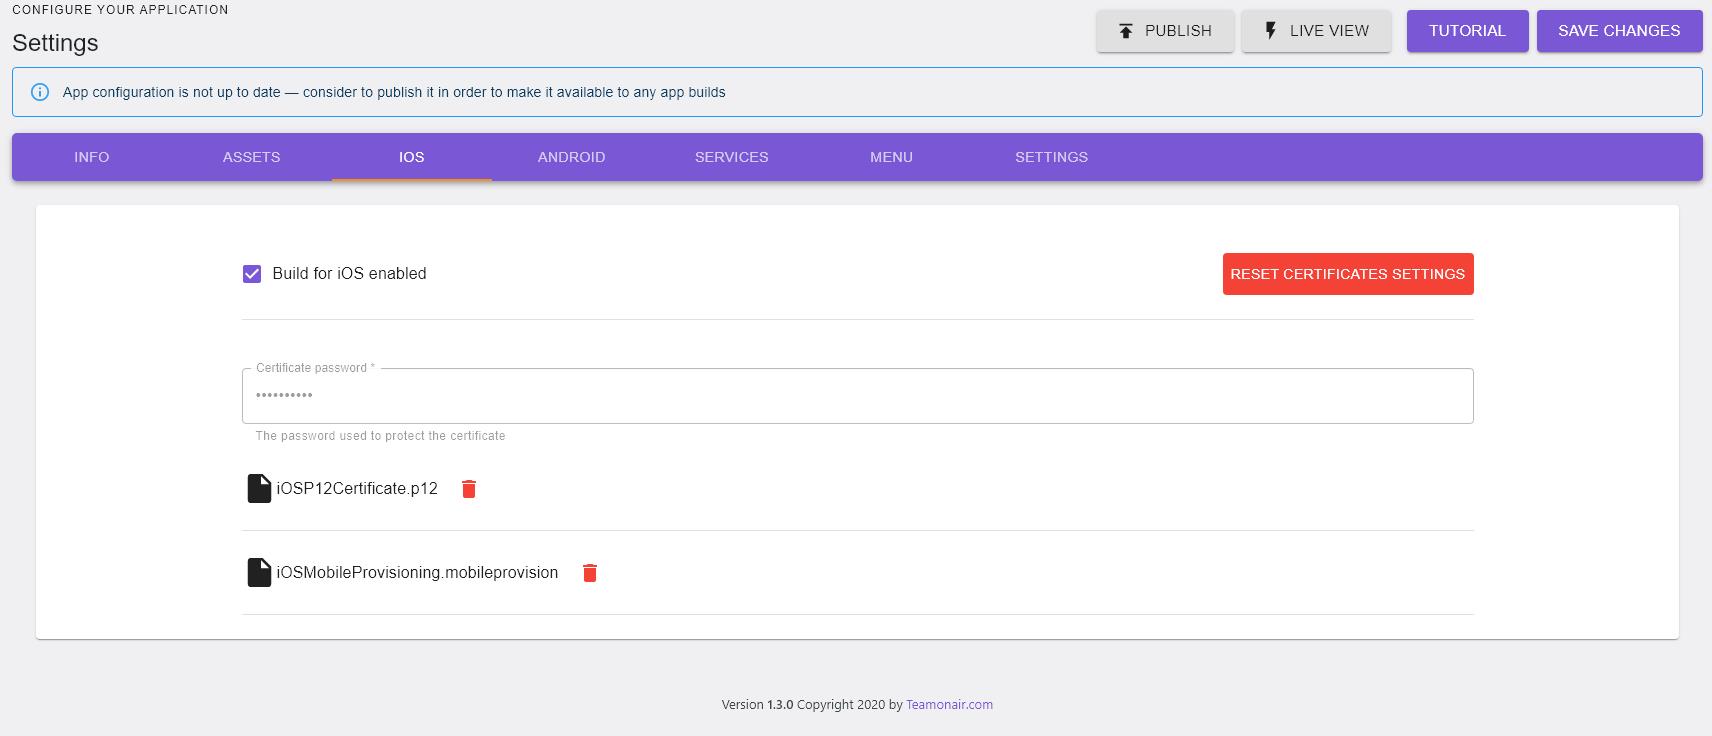 CONFIGURE YOUR APPLICATION
Settings
PUBLISH
LIVE VIEW
TUTORIAL
SAVE CHANGES
App configuration is not up to date — consider to publish it in order to make it available to any app builds
INFO
ASSETS
IOS
ANDROID
SERVICES
MENU
SETTINGS
Build for iOS enabled
RESET CERTIFICATES SETTINGS
Certificate password *
••••••••••
The password used to protect the certificate
iOSP12Certificate.p12
iOSMobileProvisioning.mobileprovision
Version 1.3.0 Copyright 2020 by Teamonair.com